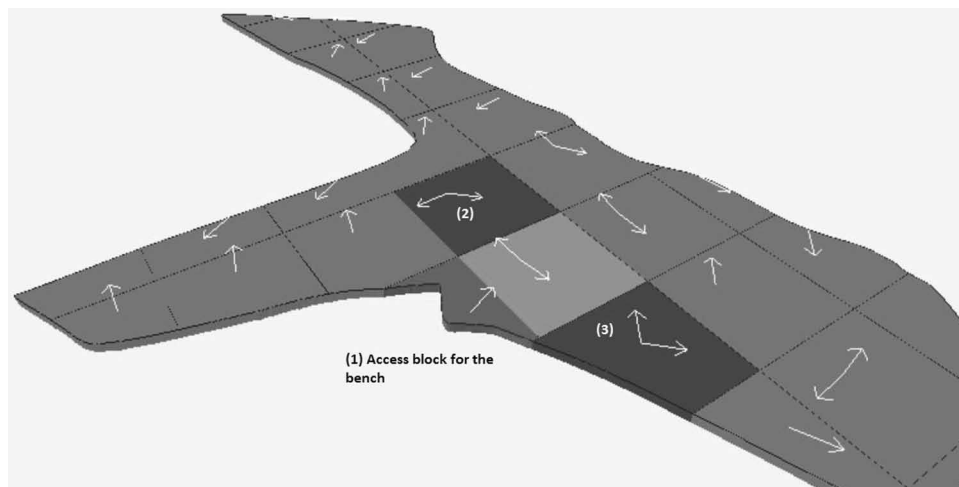 (2)
(3)
(1) Access block for the
bench